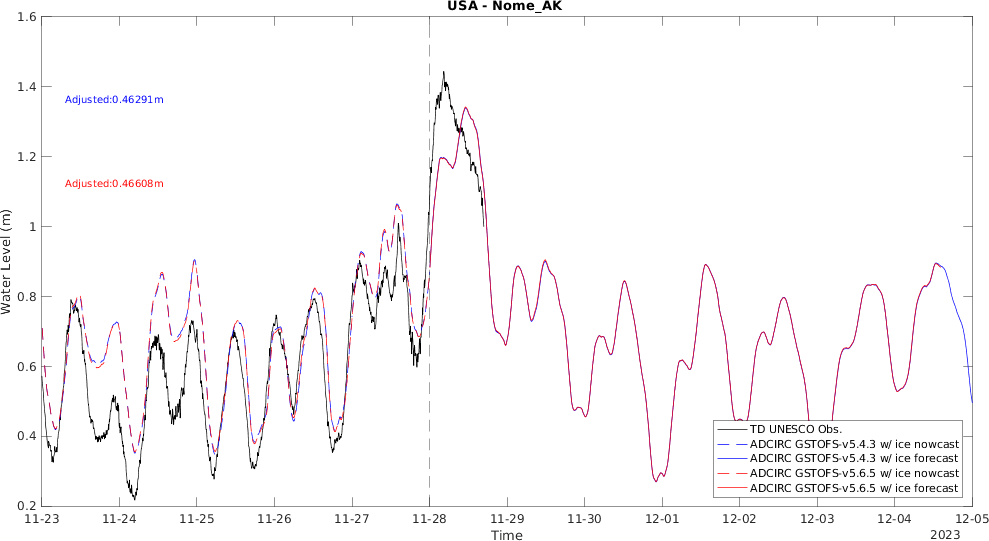 USA - Nome_AK
1.6
1.4
1.2
1
0.8
0.6
0.4
0.2
Water Level (m)
Adjusted:0.46291m
Adjusted:0.46608m
TD UNESCO Obs.
ADCIRC GSTOFS-v5.4.3 w/ ice nowcast
ADCIRC GSTOFS-v5.4.3 w/ ice forecast
ADCIRC GSTOFS-v5.6.5 w/ ice nowcast
ADCIRC GSTOFS-v5.6.5 w/ ice forecast
11-23 11-24 11-25 11-26 11-27 11-28 11-29 11-30 12-01 12-02 12-03 12-04 12-05
Time
2023